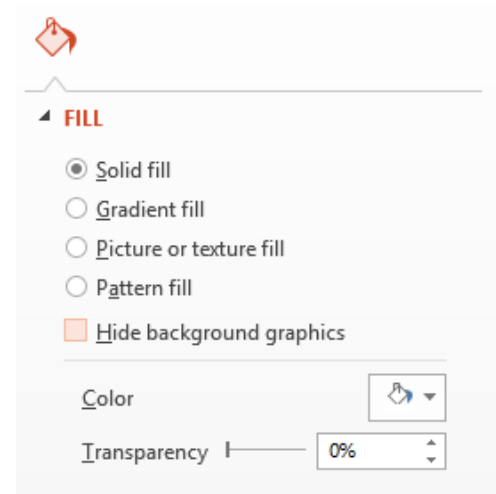 FILL
Solid fill
Gradient fill
Picture or texture fill
Pattern fill
Hide background graphics
Color
Transparency 0%